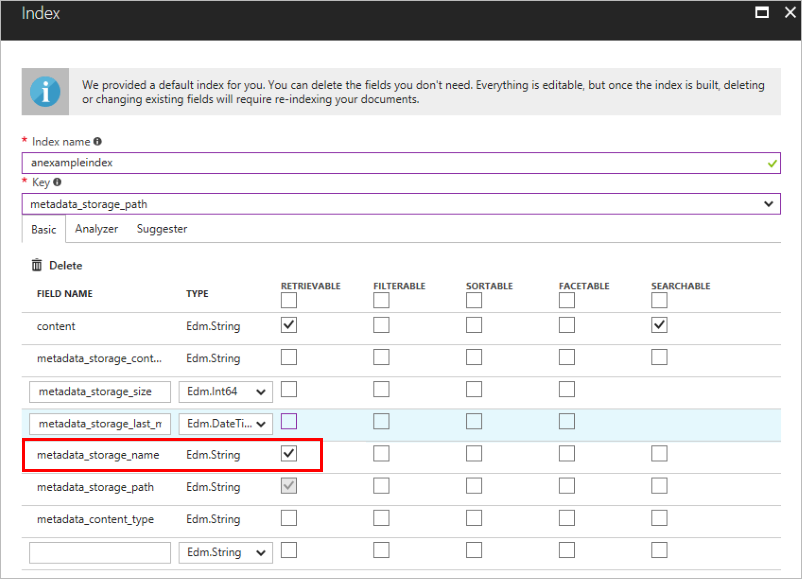 Index
We provided a default index for you. You can delete the fields you don't need. Everything is editable, but once the index is built, deleting
or changing existing fields will require re-indexing your documents.
* Index name
anexampleindex
* Key
metadata_storage_path
Basic Analyzer Suggester
Delete
FIELD NAME TYPE RETRIEVABLE FILTERABLE SORTABLE FACETABLE SEARCHABLE
content Edm.String
metadata_storage_cont... Edm.String
metadata_storage_size Edm.Int64
metadata_storage_last_m Edm.DateTi...
metadata_storage_name Edm.String
metadata_storage_path Edm.String
metadata_content_type Edm.String
Edm.String